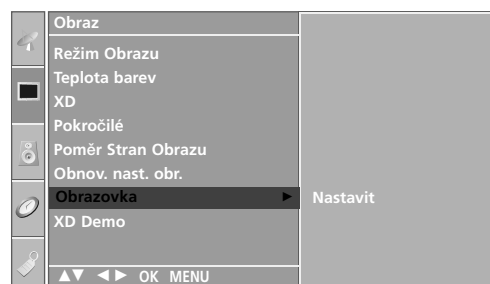 Obraz
Režim Obrazu
Teplota barev
XD
Pokročilé
Poměr Stran Obrazu
Obnov. nast. obr.
Obrazovka ► Nastavit
XD Demo
▲▼ ◄► OK MENU